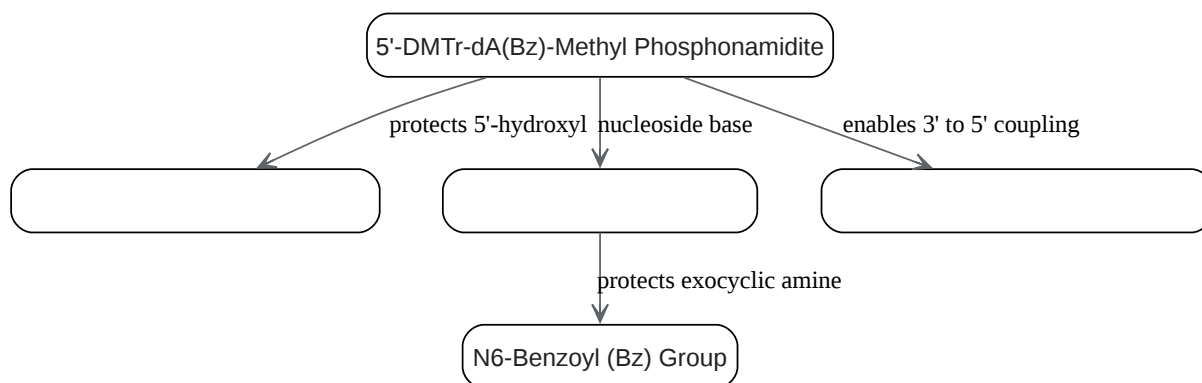 5'-DMTr-dA(Bz)-Methyl Phosphonamidite
protects 5'-hydroxyl
nucleoside base
enables 3' to 5' coupling
protects exocyclic amine
N6-Benzoyl (Bz) Group